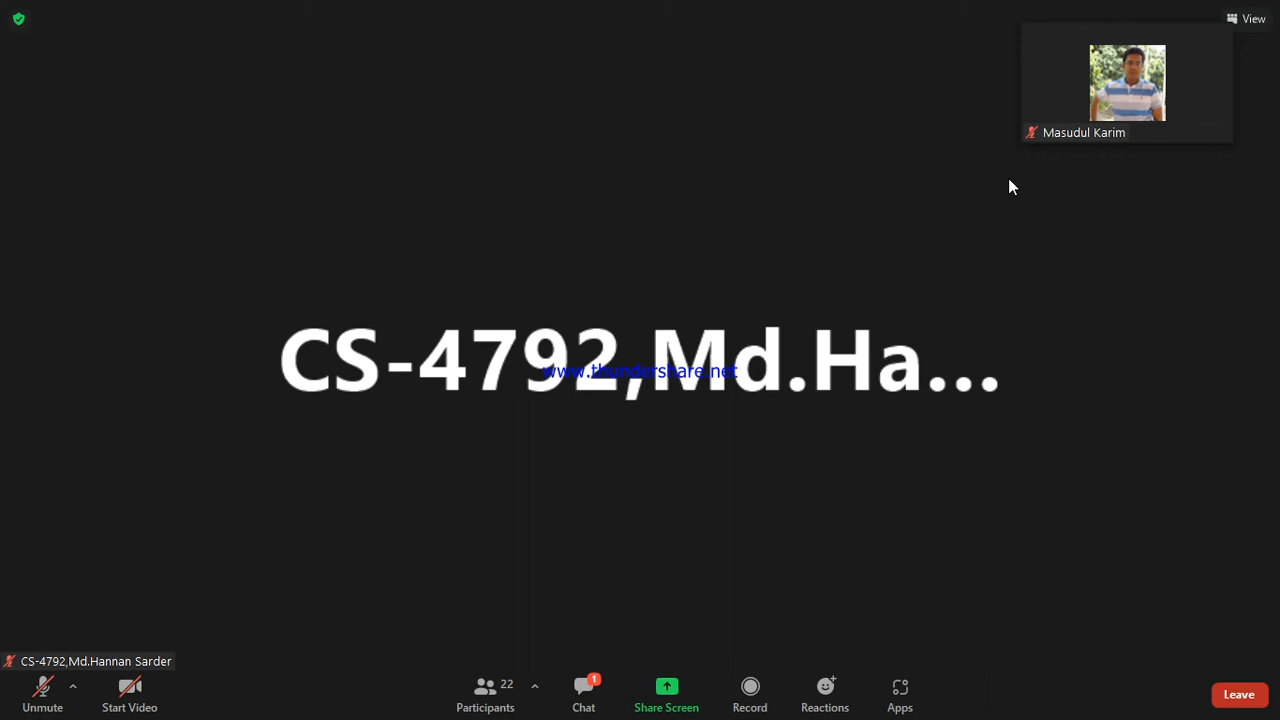 View
Masudul Karim
CS-4792,Md.Ha...
www.thundershare.net
CS-4792,Md.Hannan Sarder
Unmute
Start Video
22
Participants
1
Chat
Share Screen
Record
Reactions
Apps
Leave